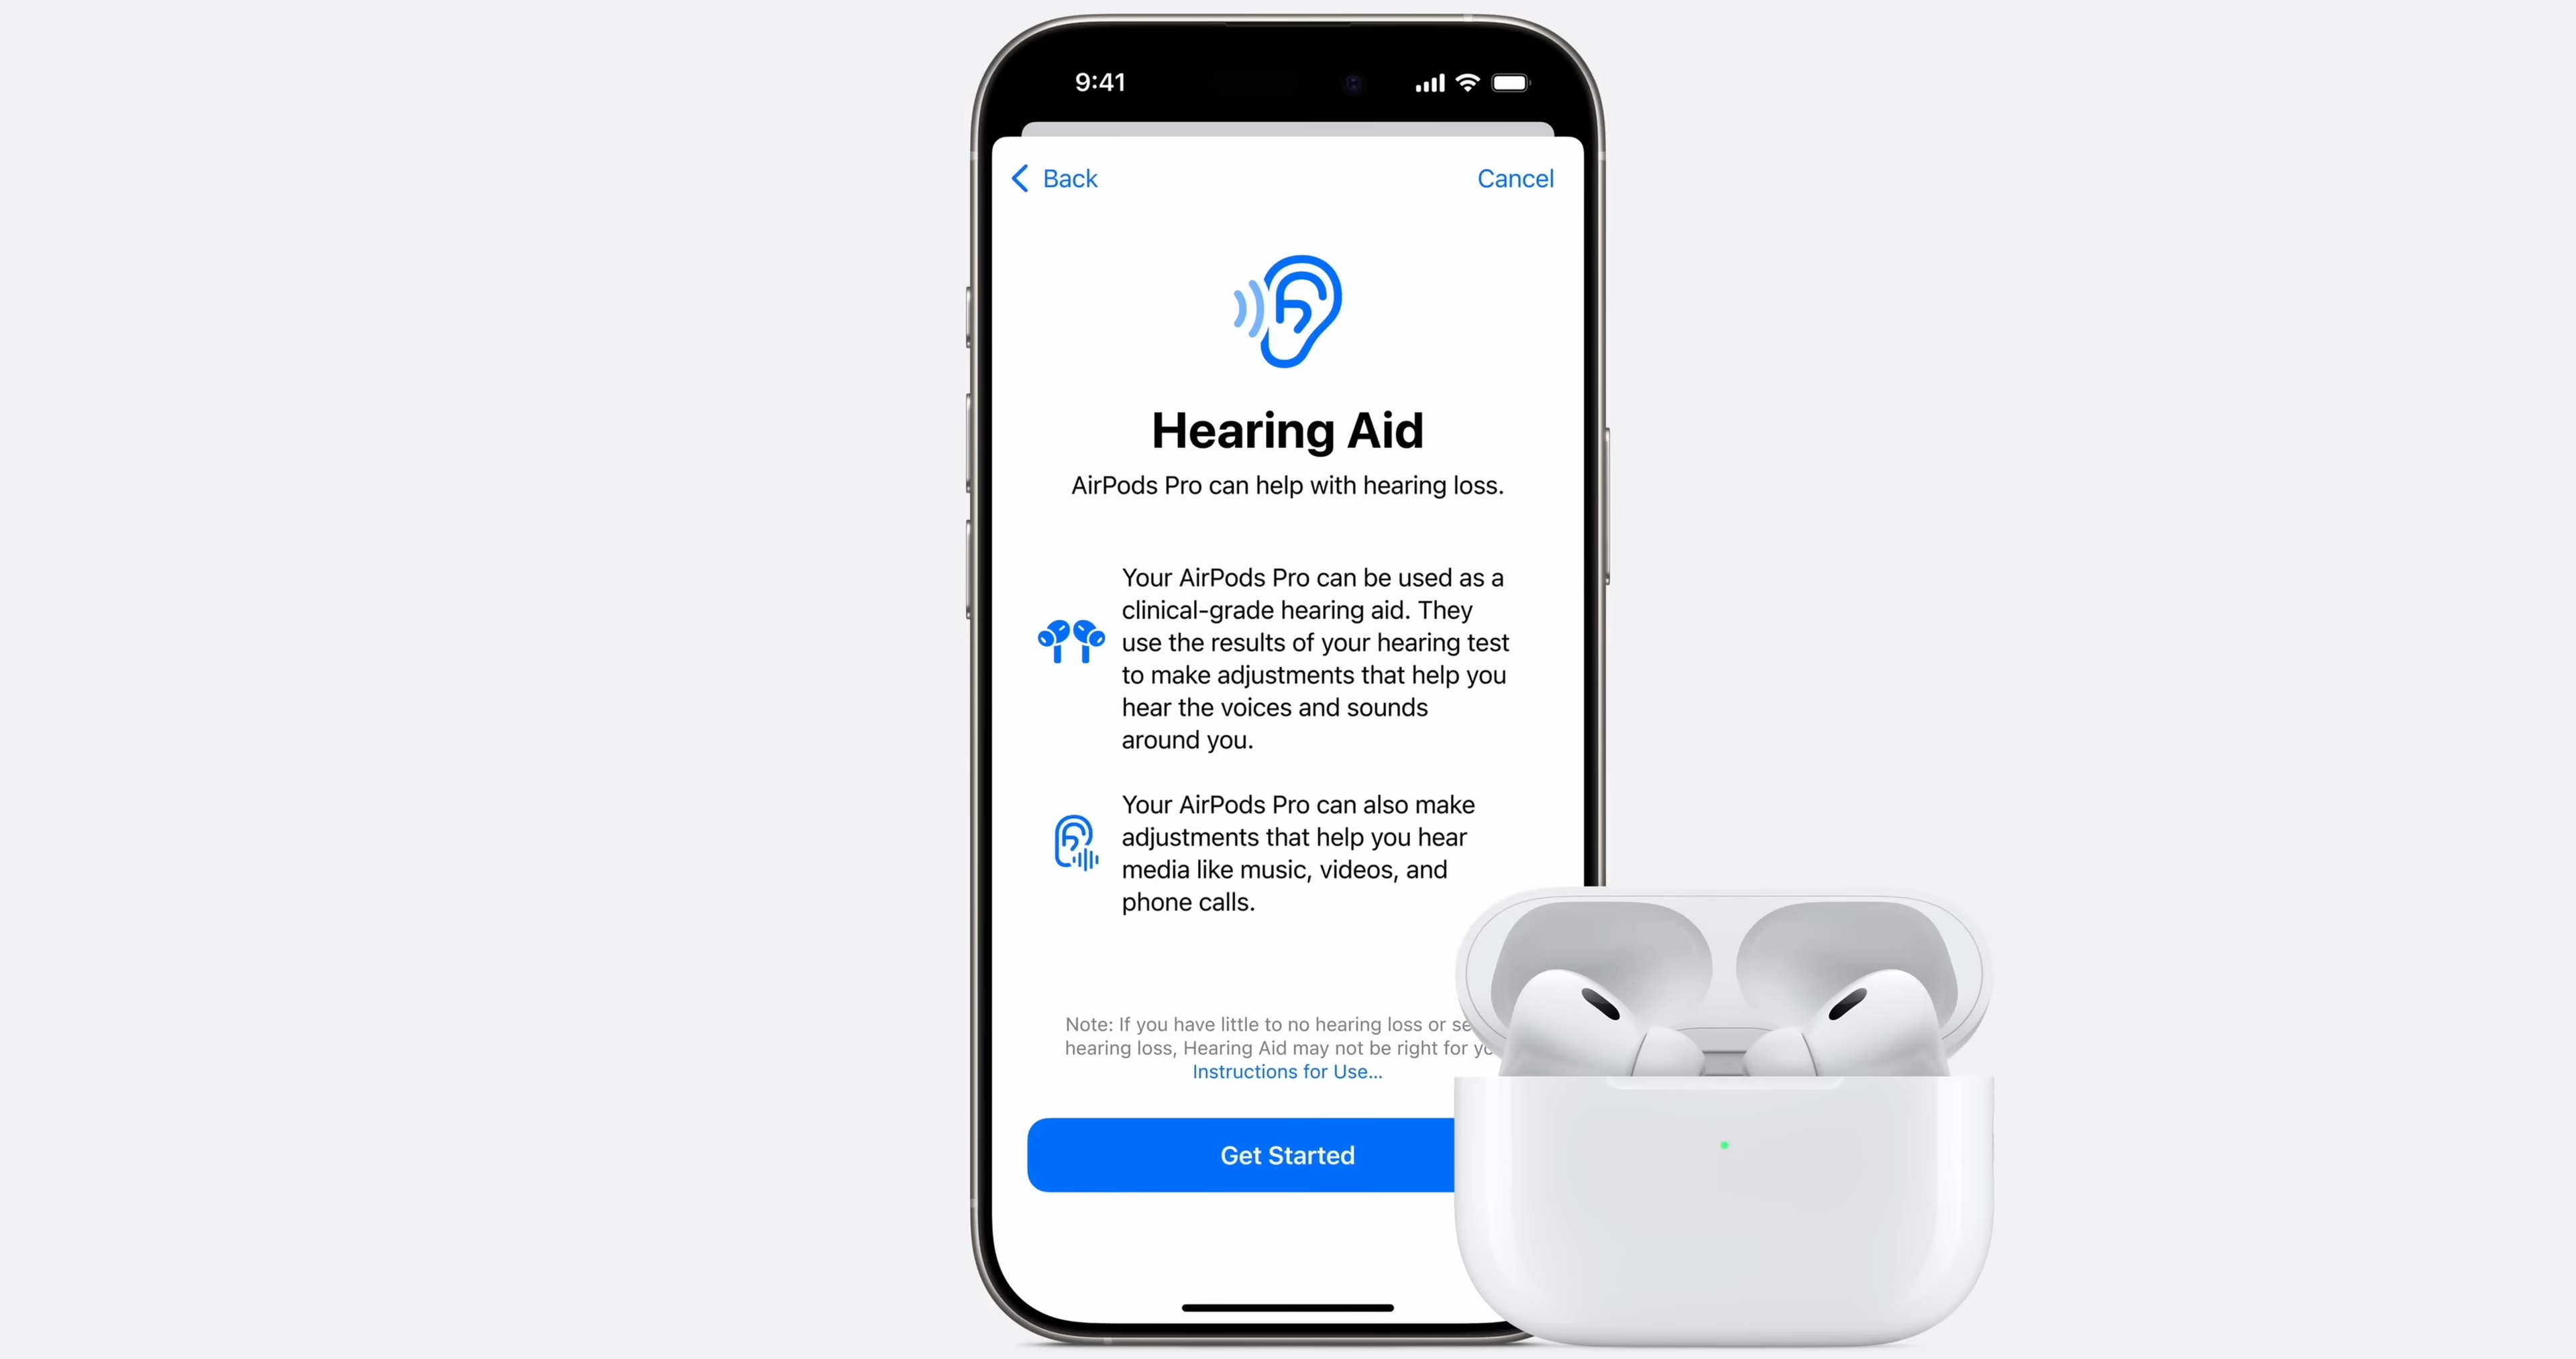 9:41
Back
Cancel
Hearing Aid
AirPods Pro can help with hearing loss.
Your AirPods Pro can be used as a
clinical-grade hearing aid. They
use the results of your hearing test
to make adjustments that help you
hear the voices and sounds
around you.
Your AirPods Pro can also make
adjustments that help you hear
media like music, videos, and
phone calls.
Note: If you have little to no hearing loss or
hearing loss, Hearing Aid may not be right for
Instructions for Use...
Get Started